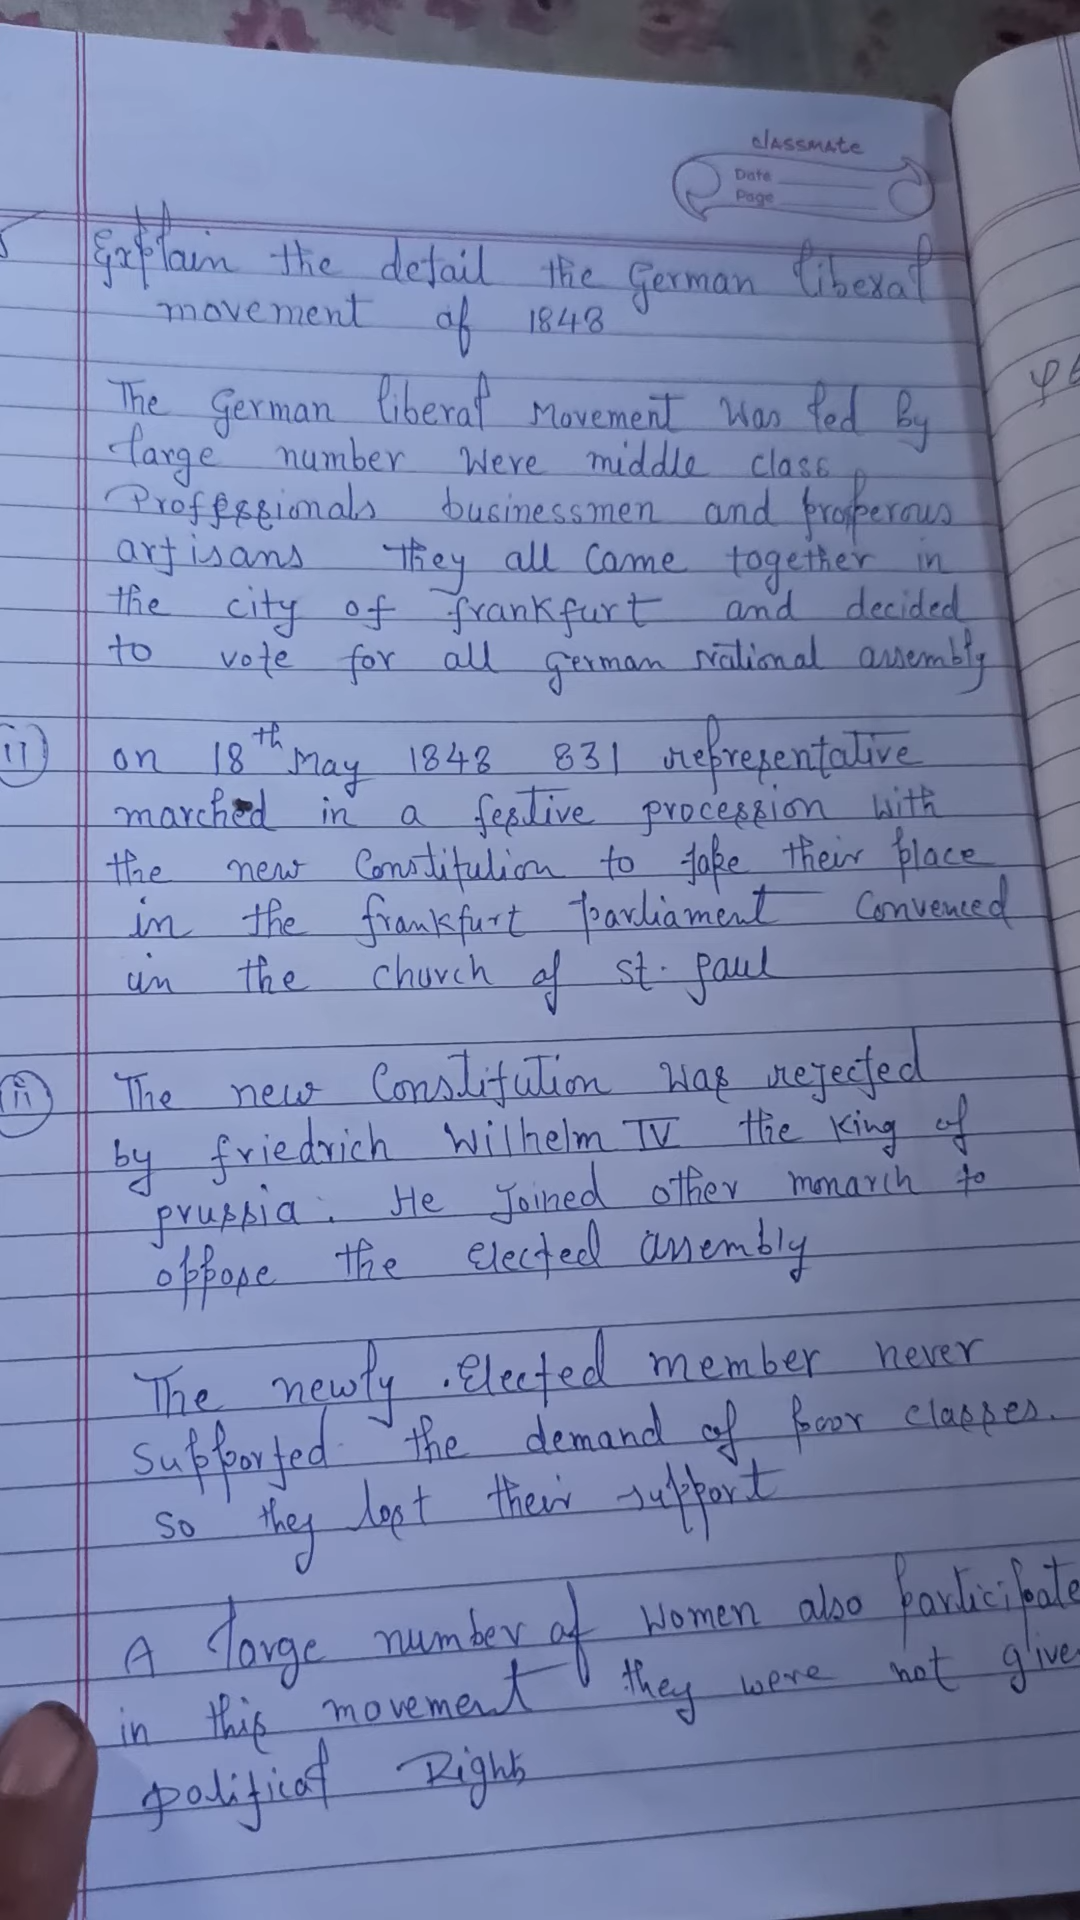 classmate
Date
Page
Explain the detail the German liberal
movement of 1848
The German liberal Movement was led By
large number were middle class
Professionals businessmen and prosperous
artisans They all came together in
the city of frankfurt and decided
to vote for all german National assembly
ii on 18th May 1848 831 representative
marched in a festive procession with
the new Constitution to take their place
in the frankfurt parliament Convenced
in the church of st. paul
The new Constitution was rejected
by friedrich Wilhelm IV the King of
prussia. He Joined other monarch to
oppose the Elected assembly
The newly Elected member never
supported the demand of poor classes.
so they lost their support
A large number of women also participate
in this movement they were not give
political Rights